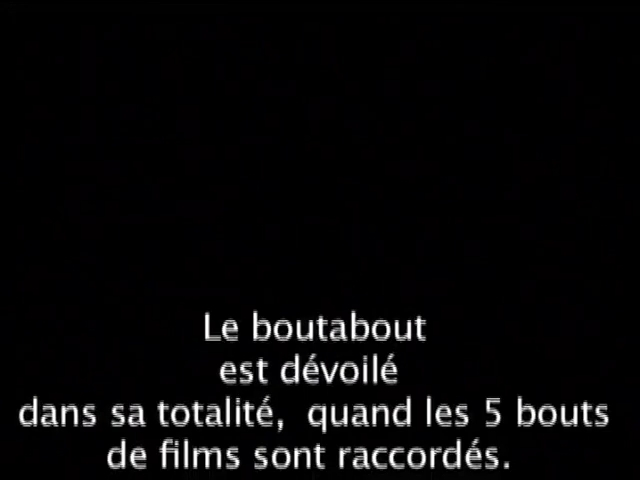 Le boutabout
est dévoilé
dans sa totalité,  quand les 5 bouts
de films sont raccordés.